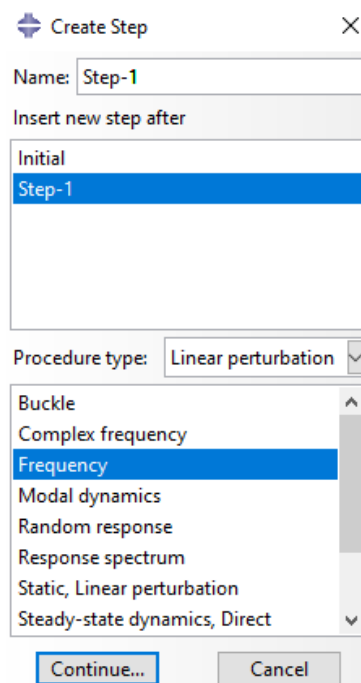 Create Step
Name: Step-1
Insert new step after
Initial
Step-1
Procedure type: Linear perturbation
Buckle
Complex frequency
Frequency
Modal dynamics
Random response
Response spectrum
Static, Linear perturbation
Steady-state dynamics, Direct
Continue... Cancel